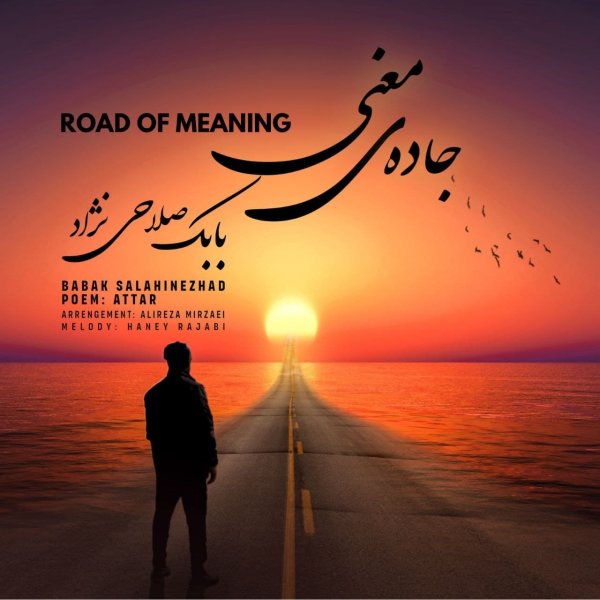 ROAD OF MEANING
جاده‌ی معنی
بابک صلاحی نژاد
BABAK SALAHINEZHAD
POEM: ATTAR
ARRENGEMENT: ALIREZA MIRZAEI
MELODY: HANEY RAJABI